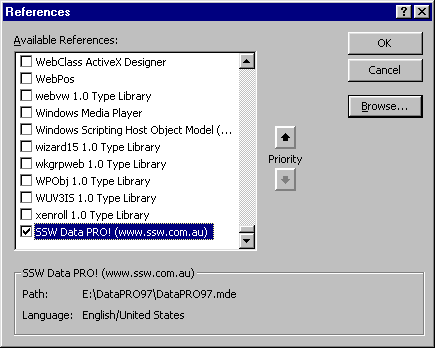 References
Available References:
OK
WebClass ActiveX Designer
WebPos
Cancel
webvw 1.0 Type Library
Windows Media Player
Browse...
Windows Scripting Host Object Model (...
wizard15 1.0 Type Library
Priority
wkgrpweb 1.0 Type Library
WPObj 1.0 Type Library
WUV3IS 1.0 Type Library
xenroll 1.0 Type Library
SSW Data PRO! (www.ssw.com.au)
SSW Data PRO! (www.ssw.com.au)
Path: E:\DataPRO97\DataPRO97.mde
Language: English/United States